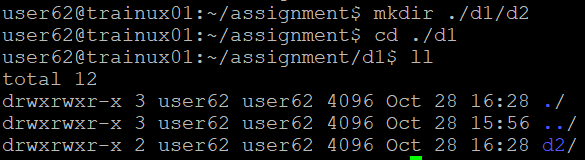 user62@trainux01:~/assignment$ mkdir ./d1/d2
user62@trainux01:~/assignment$ cd ./d1
user62@trainux01:~/assignment/d1$ ll
total 12
drwxrwxr-x 3 user62 user62 4096 Oct 28 16:28 ./
drwxrwxr-x 3 user62 user62 4096 Oct 28 15:56 ../
drwxrwxr-x 2 user62 user62 4096 Oct 28 16:28 d2/